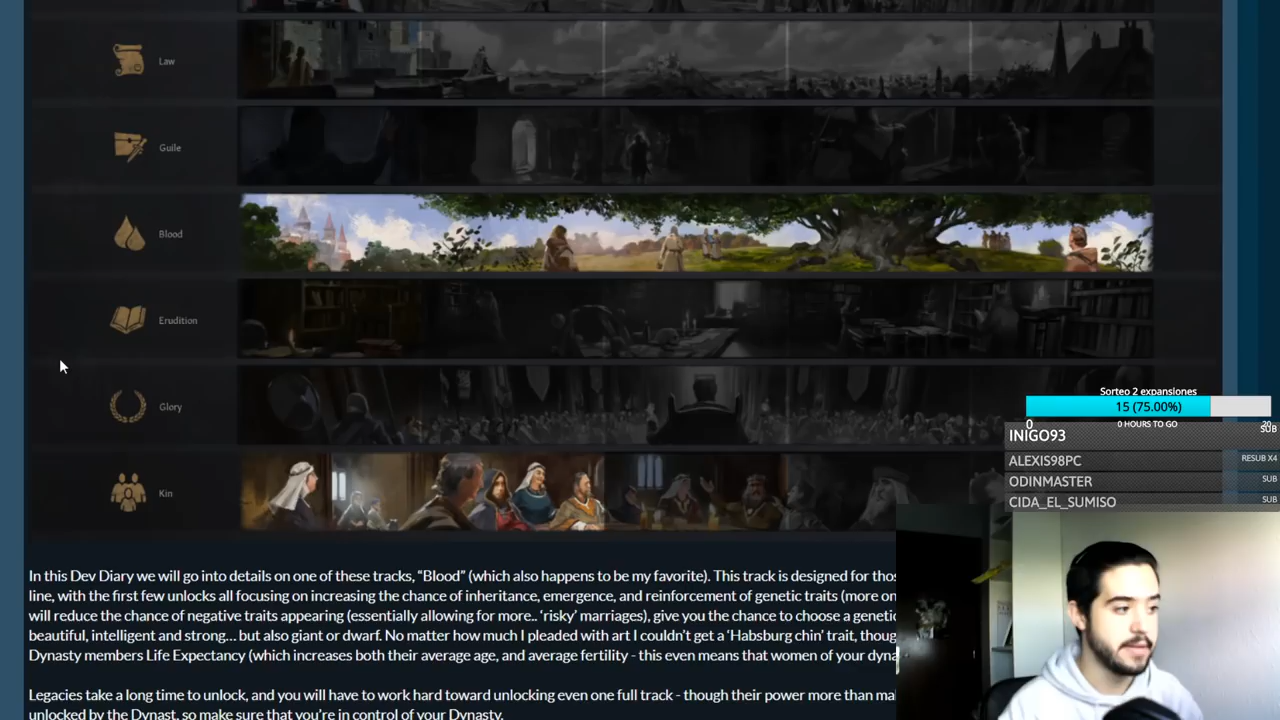 Law
Guile
Blood
Erudition
Glory
Kin
Sorteo 2 expansiones
15 (75.00%)
0
0 HOURS TO GO
20
INIGO93
SUB
ALEXIS98PC
RESUB X4
ODINMASTER
SUB
CIDA_EL_SUMISO
SUB
In this Dev Diary we will go into details on one of these tracks, “Blood” (which also happens to be my favorite). This track is designed for
line, with the first few unlocks all focusing on increasing the chance of inheritance, emergence, and reinforcement of genetic traits (more on
will reduce the chance of negative traits appearing (essentially allowing for more.. ‘risky’ marriages), give you the chance to choose a
beautiful, intelligent and strong... but also giant or dwarf. No matter how much I pleaded with art I couldn’t get a ‘Habsburg chin’ trait,
Dynasty members Life Expectancy (which increases both their average age, and average fertility - this even means that women of your
Legacies take a long time to unlock, and you will have to work hard toward unlocking even one full track - though their power more than
unlocked by the Dynast, so make sure that you’re in control of your Dynasty.